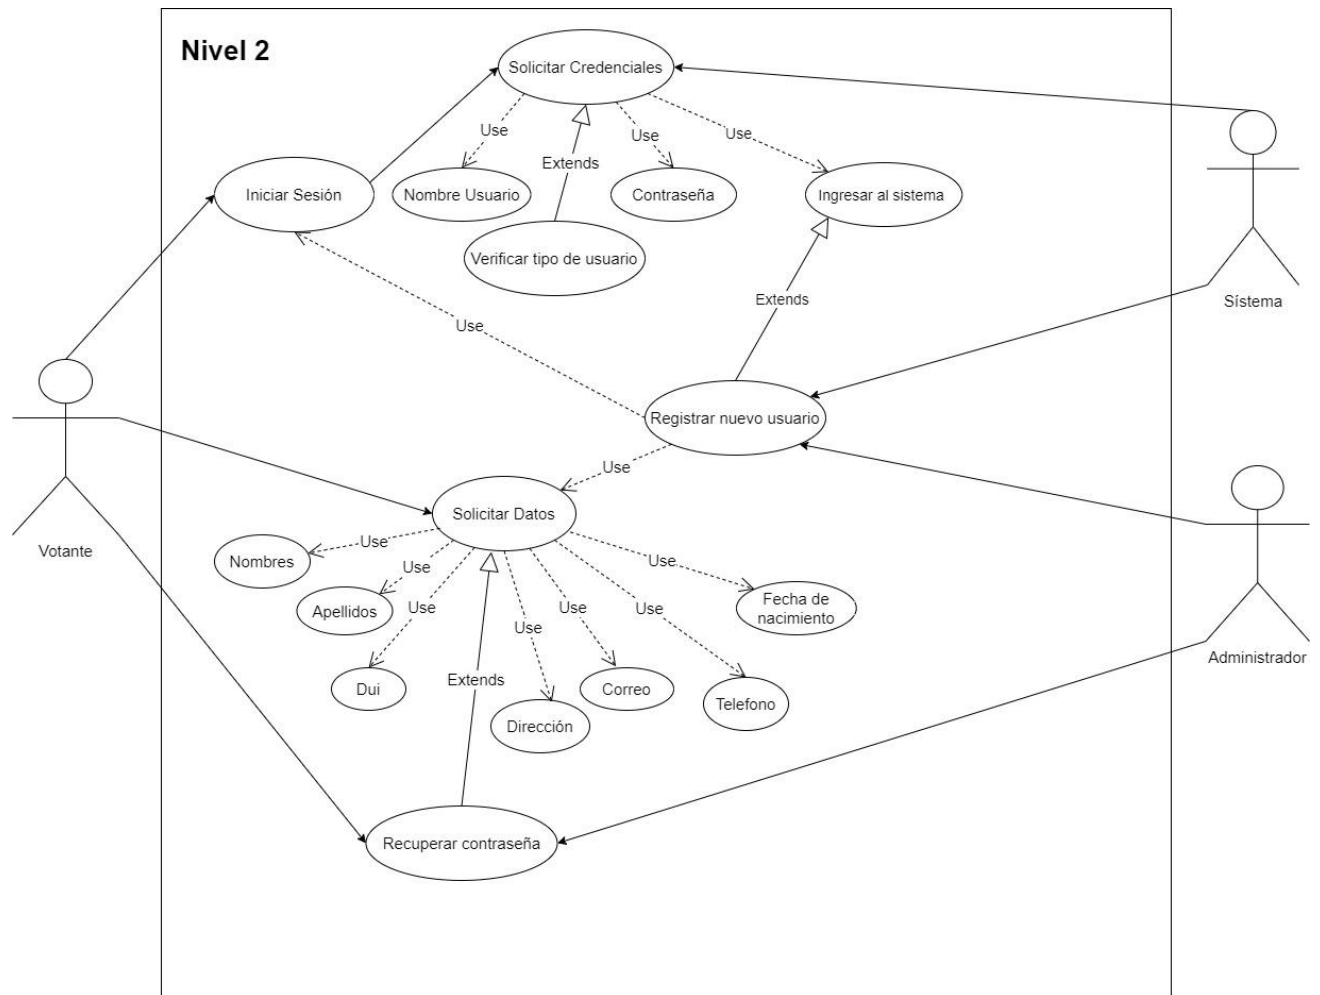 Nivel 2
Solicitar Credenciales
Use
Use
Use
Extends
Iniciar Sesión
Nombre Usuario
Contraseña
Ingresar al sistema
Verificar tipo de usuario
Extends
Sístema
Use
Registrar nuevo usuario
Use
Solicitar Datos
Votante
Use
Nombres
Use
Use
Apellidos
Use
Use
Use
Use
Fecha de
nacimiento
Administrador
Extends
Dui
Correo
Telefono
Dirección
Recuperar contraseña